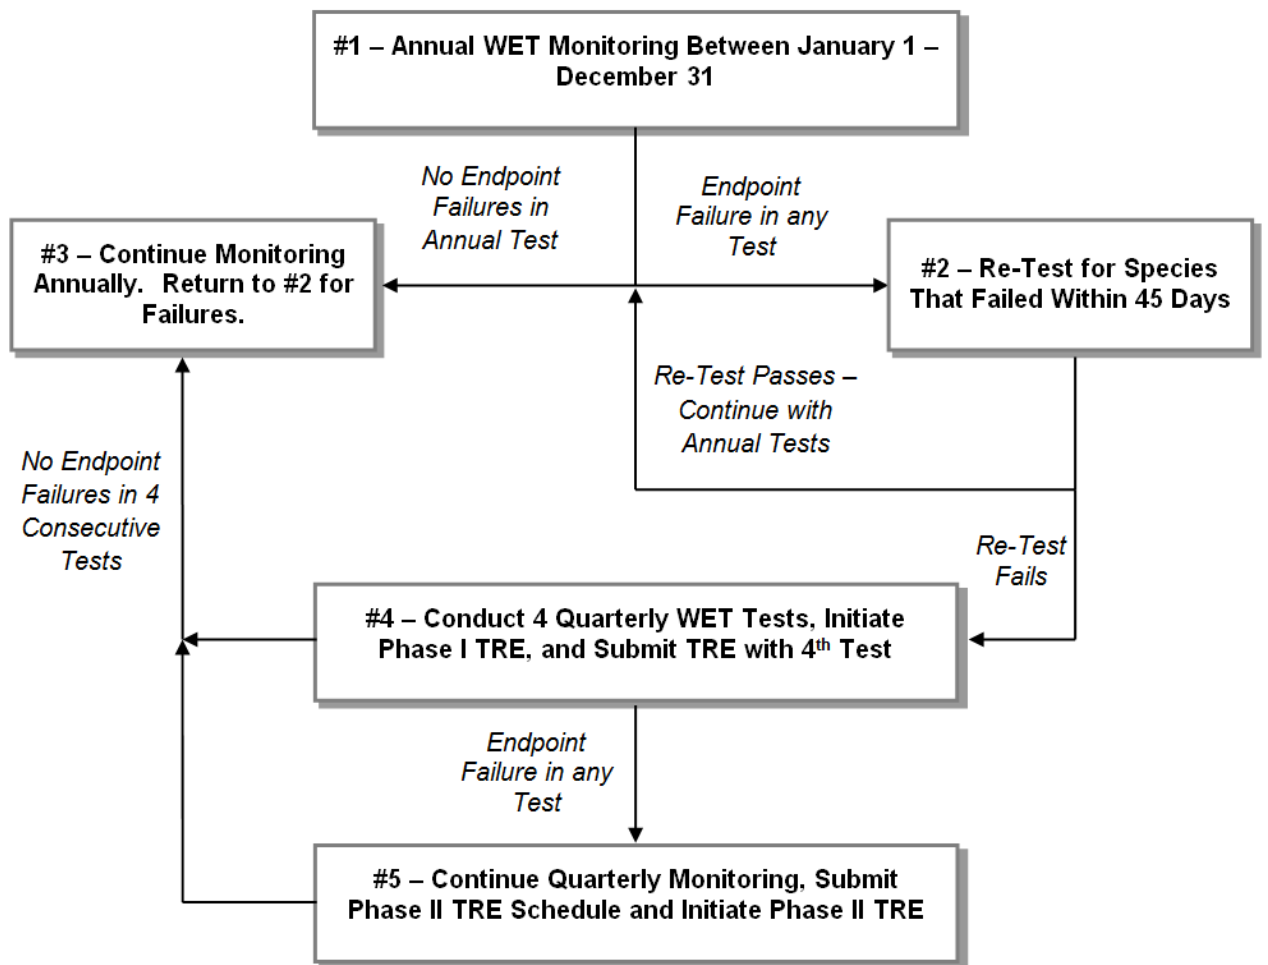 #1 – Annual WET Monitoring Between January 1 –
December 31
No Endpoint
Failures in
Annual Test
Endpoint
Failure in any
Test
#3 – Continue Monitoring
Annually.  Return to #2 for
Failures.
#2 – Re-Test for Species
That Failed Within 45 Days
Re-Test Passes –
Continue with
Annual Tests
No Endpoint
Failures in 4
Consecutive
Tests
Re-Test
Fails
#4 – Conduct 4 Quarterly WET Tests, Initiate
Phase I TRE, and Submit TRE with 4th Test
Endpoint
Failure in any
Test
#5 – Continue Quarterly Monitoring, Submit
Phase II TRE Schedule and Initiate Phase II TRE